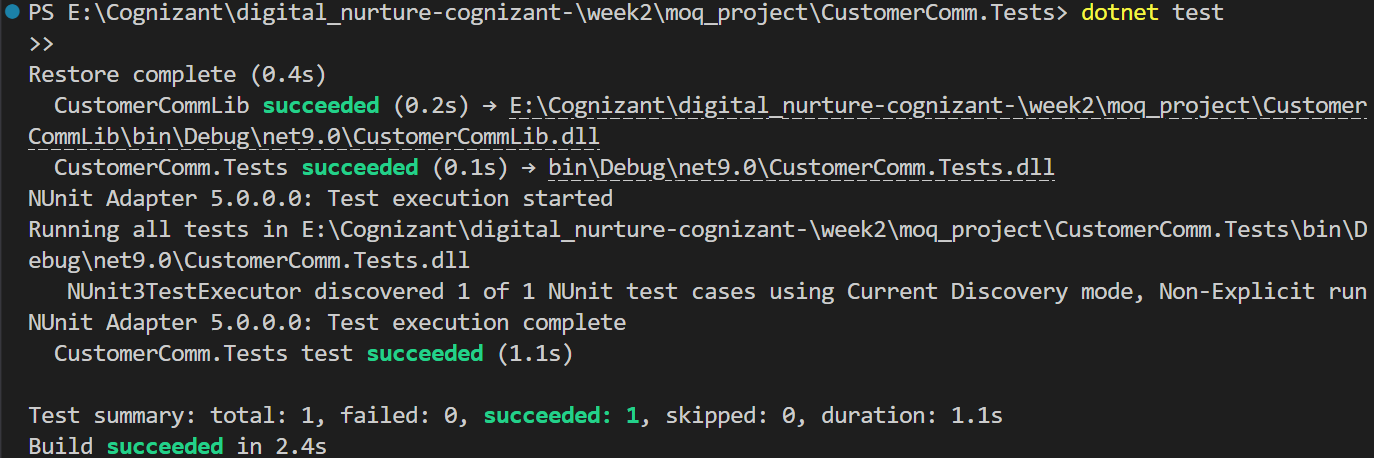 PS E:\Cognizant\digital_nurture-cognizant-\week2\moq_project\CustomerComm.Tests> dotnet test
>>
Restore complete (0.4s)
  CustomerCommLib succeeded (0.2s) → E:\Cognizant\digital_nurture-cognizant-\week2\moq_project\Customer
CommLib\bin\Debug\net9.0\CustomerCommLib.dll
  CustomerComm.Tests succeeded (0.1s) → bin\Debug\net9.0\CustomerComm.Tests.dll
NUnit Adapter 5.0.0.0: Test execution started
Running all tests in E:\Cognizant\digital_nurture-cognizant-\week2\moq_project\CustomerComm.Tests\bin\D
ebug\net9.0\CustomerComm.Tests.dll
   NUnit3TestExecutor discovered 1 of 1 NUnit test cases using Current Discovery mode, Non-Explicit run
NUnit Adapter 5.0.0.0: Test execution complete
  CustomerComm.Tests test succeeded (1.1s)

Test summary: total: 1, failed: 0, succeeded: 1, skipped: 0, duration: 1.1s
Build succeeded in 2.4s